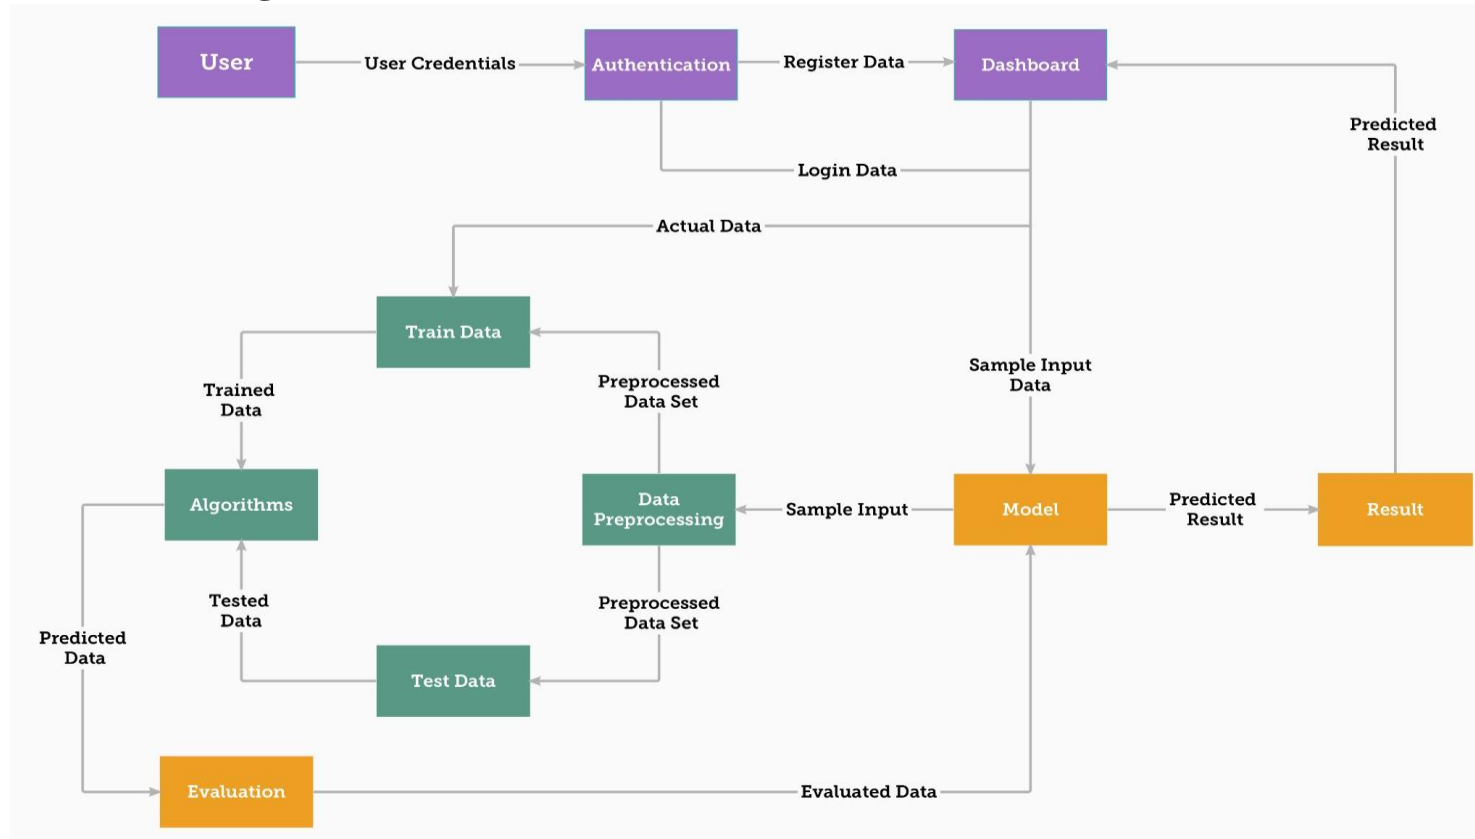 User
User Credentials
Authentication
Register Data
Dashboard
Predicted
Result
Login Data
Actual Data
Train Data
Sample Input
Data
Trained
Data
Preprocessed
Data Set
Algorithms
Data
Preprocessing
Sample Input
Model
Predicted
Result
Result
Tested
Data
Preprocessed
Data Set
Predicted
Data
Test Data
Evaluation
Evaluated Data